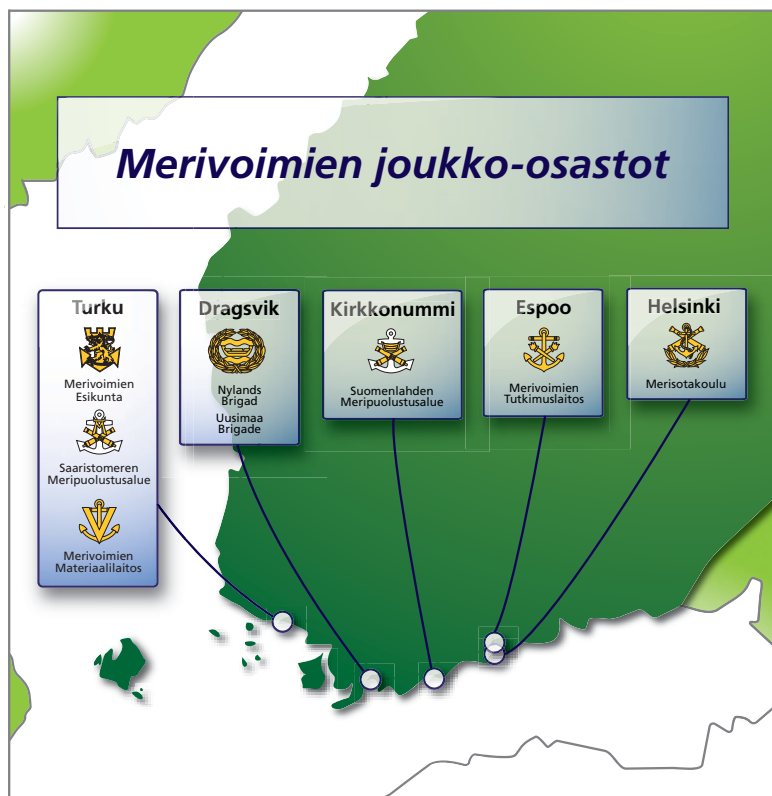 Merivoimien joukko-osastot
Turku
Merivoimien
Esikunta
Saaristomeren
Meripuolustusalue
Merivoimien
Materiaalilaitos
Dragsvik
Nylands
Brigad
Uusimaa
Brigade
Kirkkonummi
Suomenlahden
Meripuolustusalue
Espoo
Merivoimien
Tutkimuslaitos
Helsinki
Merisotakoulu